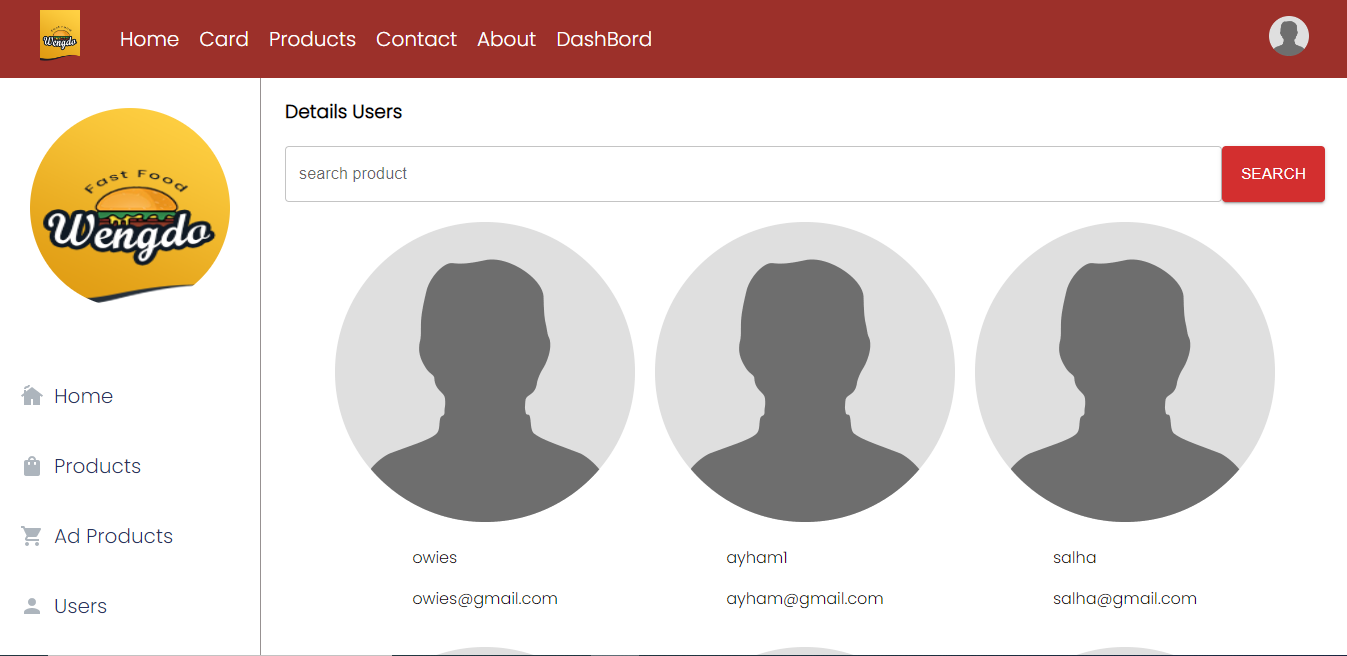 Wengdo
Home Card Products Contact About DashBord
Fast Food
Wengdo
Details Users
search product
SEARCH
Home
Products
Ad Products
Users
owies ayham1 salha
owies@gmail.com ayham@gmail.com salha@gmail.com